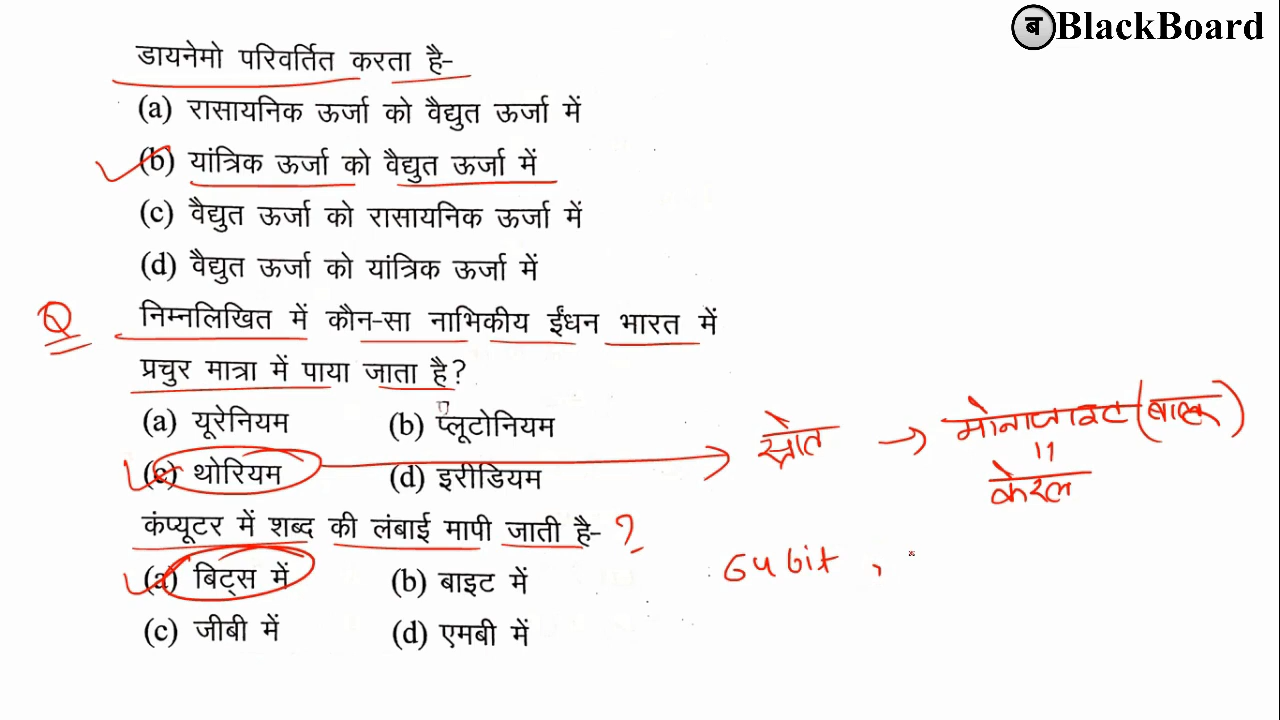 ब BlackBoard
डायनेमो परिवर्तित करता है-
(a) रासायनिक ऊर्जा को वैद्युत ऊर्जा में
(b) यांत्रिक ऊर्जा को वैद्युत ऊर्जा में
(c) वैद्युत ऊर्जा को रासायनिक ऊर्जा में
(d) वैद्युत ऊर्जा को यांत्रिक ऊर्जा में
Q निम्नलिखित में कौन-सा नाभिकीय ईंधन भारत में
प्रचुर मात्रा में पाया जाता है?
(a) यूरेनियम (b) प्लूटोनियम
(c) थोरियम (d) इरीडियम
स्रोत → मोनाजाइट (बालू)
केरल
कंप्यूटर में शब्द की लंबाई मापी जाती है- ?
(a) बिट्स में (b) बाइट में
64 bit ,
(c) जीबी में (d) एमबी में